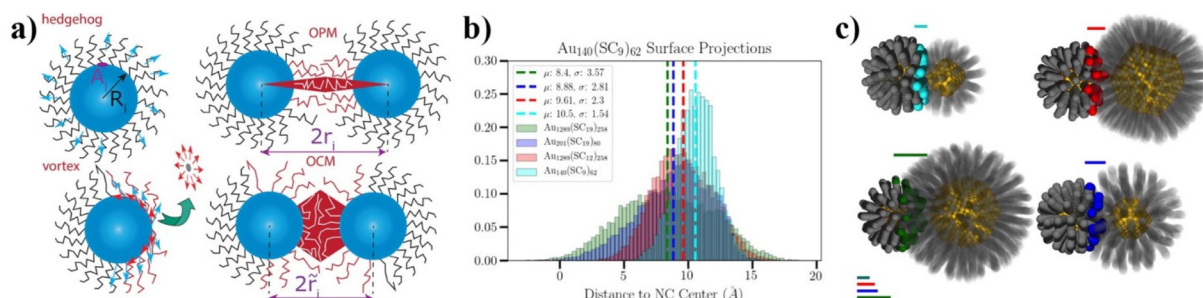 a)
hedgehog
A
R
i
vortex
OPM
2rᵢ
OCM
2r̃ᵢ
b)
Au₁₄₀(SC₉)₆₂ Surface Projections
0.30
0.25
0.20
0.15
0.10
0.05
0.00
μ: 8.4, σ: 3.57
μ: 8.88, σ: 2.81
μ: 9.61, σ: 2.3
μ: 10.5, σ: 1.54
Au₁₂₈₉(SC₁₉)₂₅₈
Au₂₀₁(SC₁₉)₈₀
Au₁₂₈₉(SC₁₂)₂₅₈
Au₁₄₀(SC₉)₆₂
0 5 10 15 20
Distance to NC Center (Å)
c)